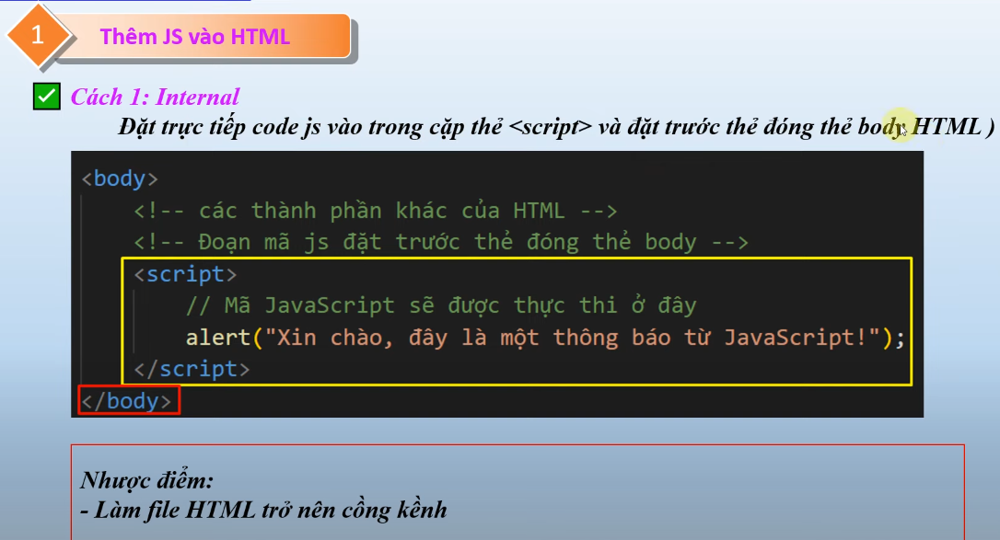 1
Thêm JS vào HTML
Cách 1: Internal
Đặt trực tiếp code js vào trong cặp thẻ <script> và đặt trước thẻ đóng thẻ body HTML )
<body>
<!-- các thành phần khác của HTML -->
<!-- Đoạn mã js đặt trước thẻ đóng thẻ body -->
<script>
// Mã JavaScript sẽ được thực thi ở đây
alert("Xin chào, đây là một thông báo từ JavaScript!");
</script>
</body>
Nhược điểm:
- Làm file HTML trở nên cồng kềnh